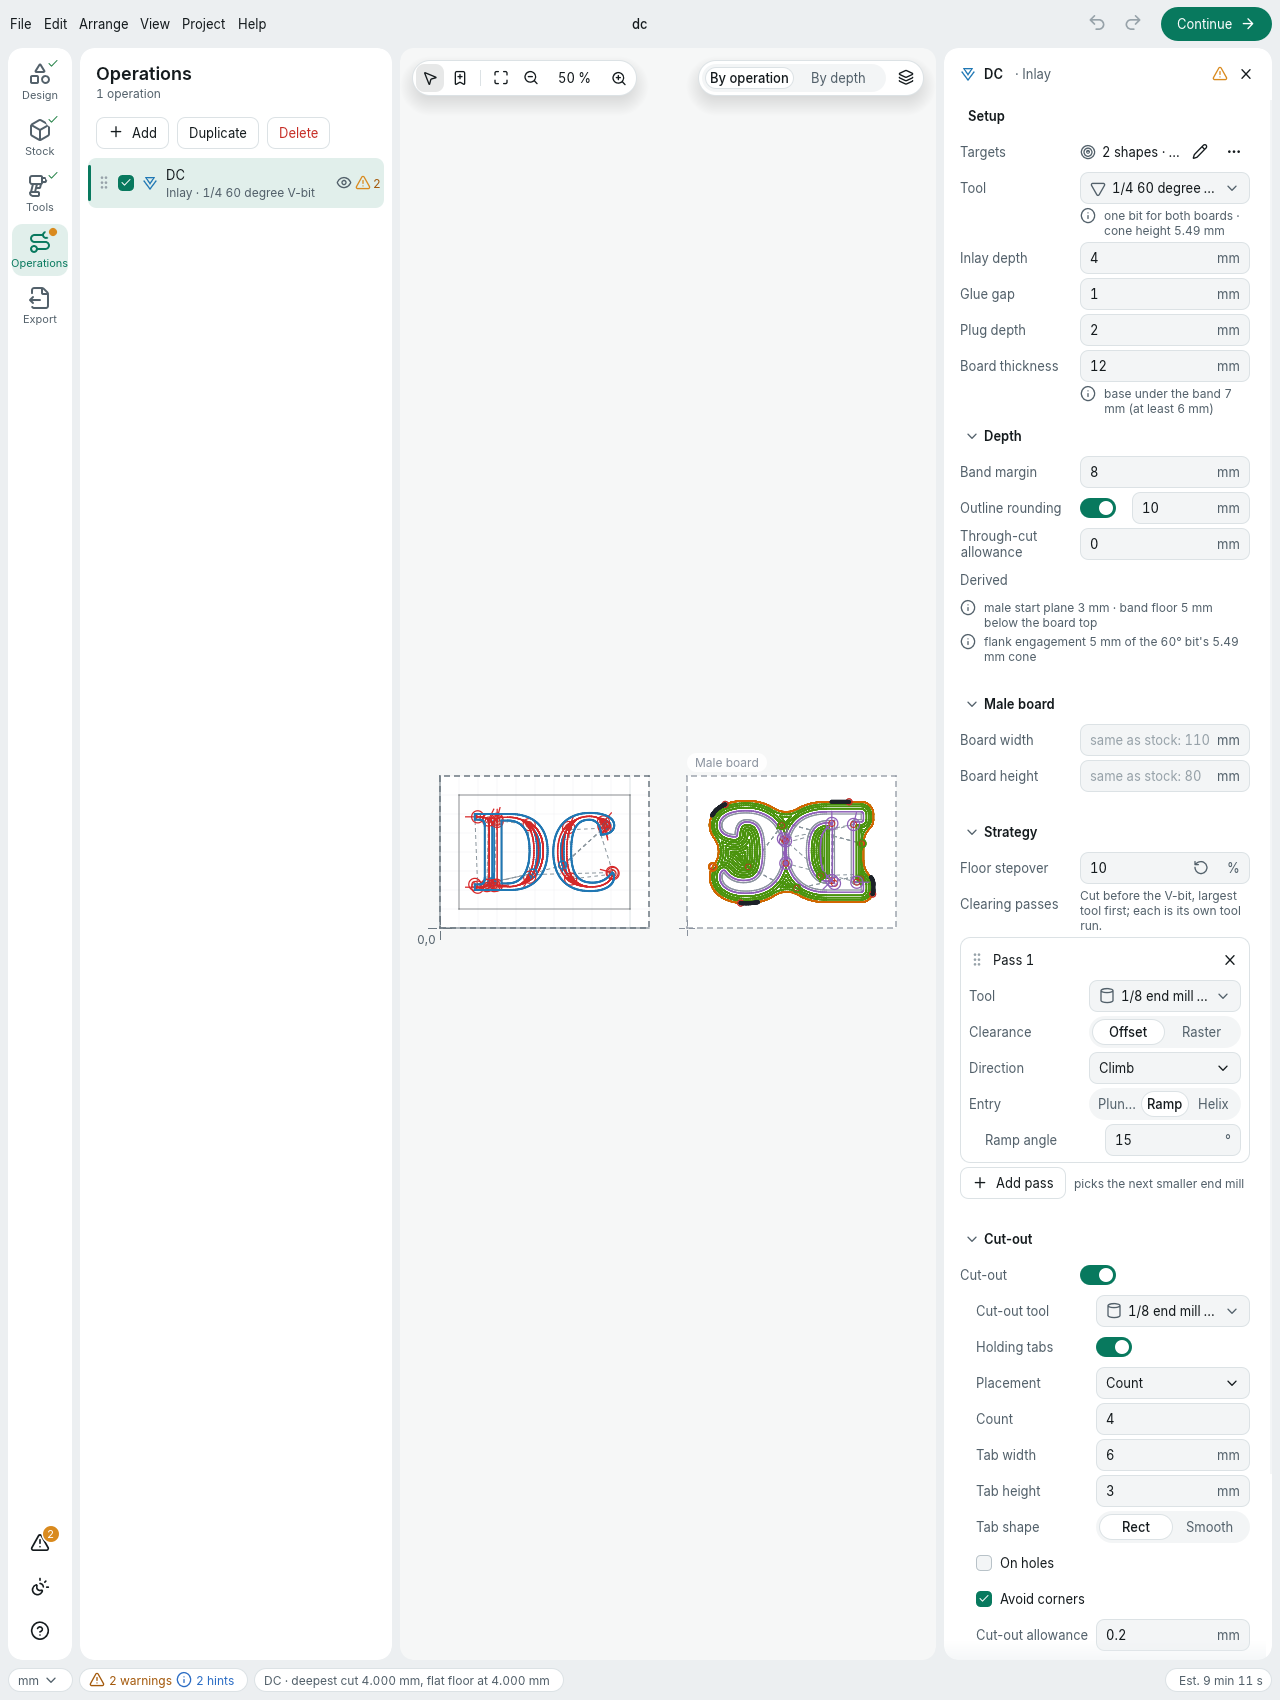 File Edit Arrange View Project Help
dc
Continue
Design
Stock
Tools
Operations
Export
2
Operations
1 operation
Add
Duplicate
Delete
DC
Inlay · 1/4 60 degree V-bit
2
50 %
By operation
By depth
Male board
0,0
DC · Inlay
Setup
Targets
2 shapes · ...
Tool
1/4 60 degree ...
one bit for both boards ·
cone height 5.49 mm
Inlay depth
4 mm
Glue gap
1 mm
Plug depth
2 mm
Board thickness
12 mm
base under the band 7
mm (at least 6 mm)
Depth
Band margin
8 mm
Outline rounding
10 mm
Through-cut
allowance
0 mm
Derived
male start plane 3 mm · band floor 5 mm
below the board top
flank engagement 5 mm of the 60° bit's 5.49
mm cone
Male board
Board width
same as stock: 110 mm
Board height
same as stock: 80 mm
Strategy
Floor stepover
10 %
Clearing passes
Cut before the V-bit, largest
tool first; each is its own tool
run.
Pass 1
Tool
1/8 end mill ...
Clearance
Offset
Raster
Direction
Climb
Entry
Plun...
Ramp
Helix
Ramp angle
15 °
Add pass
picks the next smaller end mill
Cut-out
Cut-out
Cut-out tool
1/8 end mill ...
Holding tabs
Placement
Count
Count
4
Tab width
6 mm
Tab height
3 mm
Tab shape
Rect
Smooth
On holes
Avoid corners
Cut-out allowance
0.2 mm
mm
2 warnings
2 hints
DC · deepest cut 4.000 mm, flat floor at 4.000 mm
Est. 9 min 11 s